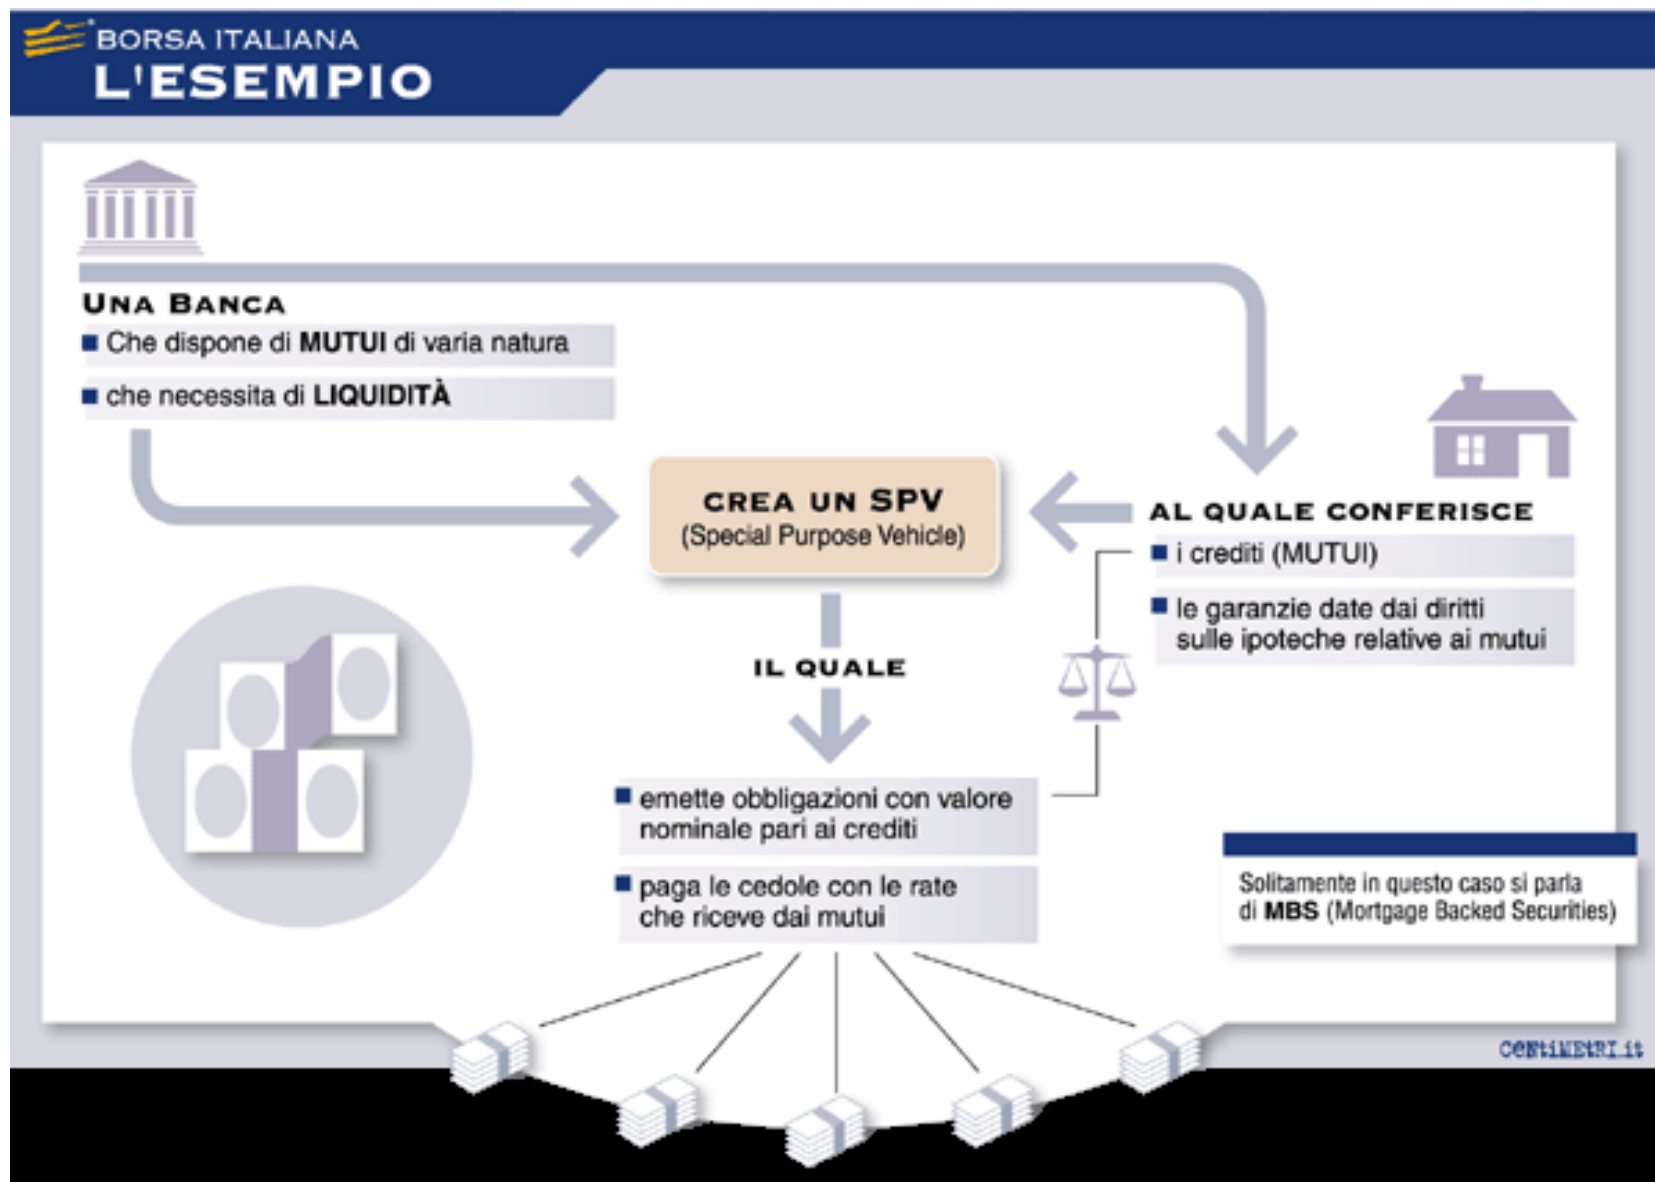 BORSA ITALIANA
L'ESEMPIO
UNA BANCA
Che dispone di MUTUI di varia natura
che necessita di LIQUIDITÀ
CREA UN SPV
(Special Purpose Vehicle)
AL QUALE CONFERISCE
i crediti (MUTUI)
le garanzie date dai diritti
sulle ipoteche relative ai mutui
IL QUALE
emette obbligazioni con valore
nominale pari ai crediti
paga le cedole con le rate
che riceve dai mutui
Solitamente in questo caso si parla
di MBS (Mortgage Backed Securities)
CENTIMETRI.it